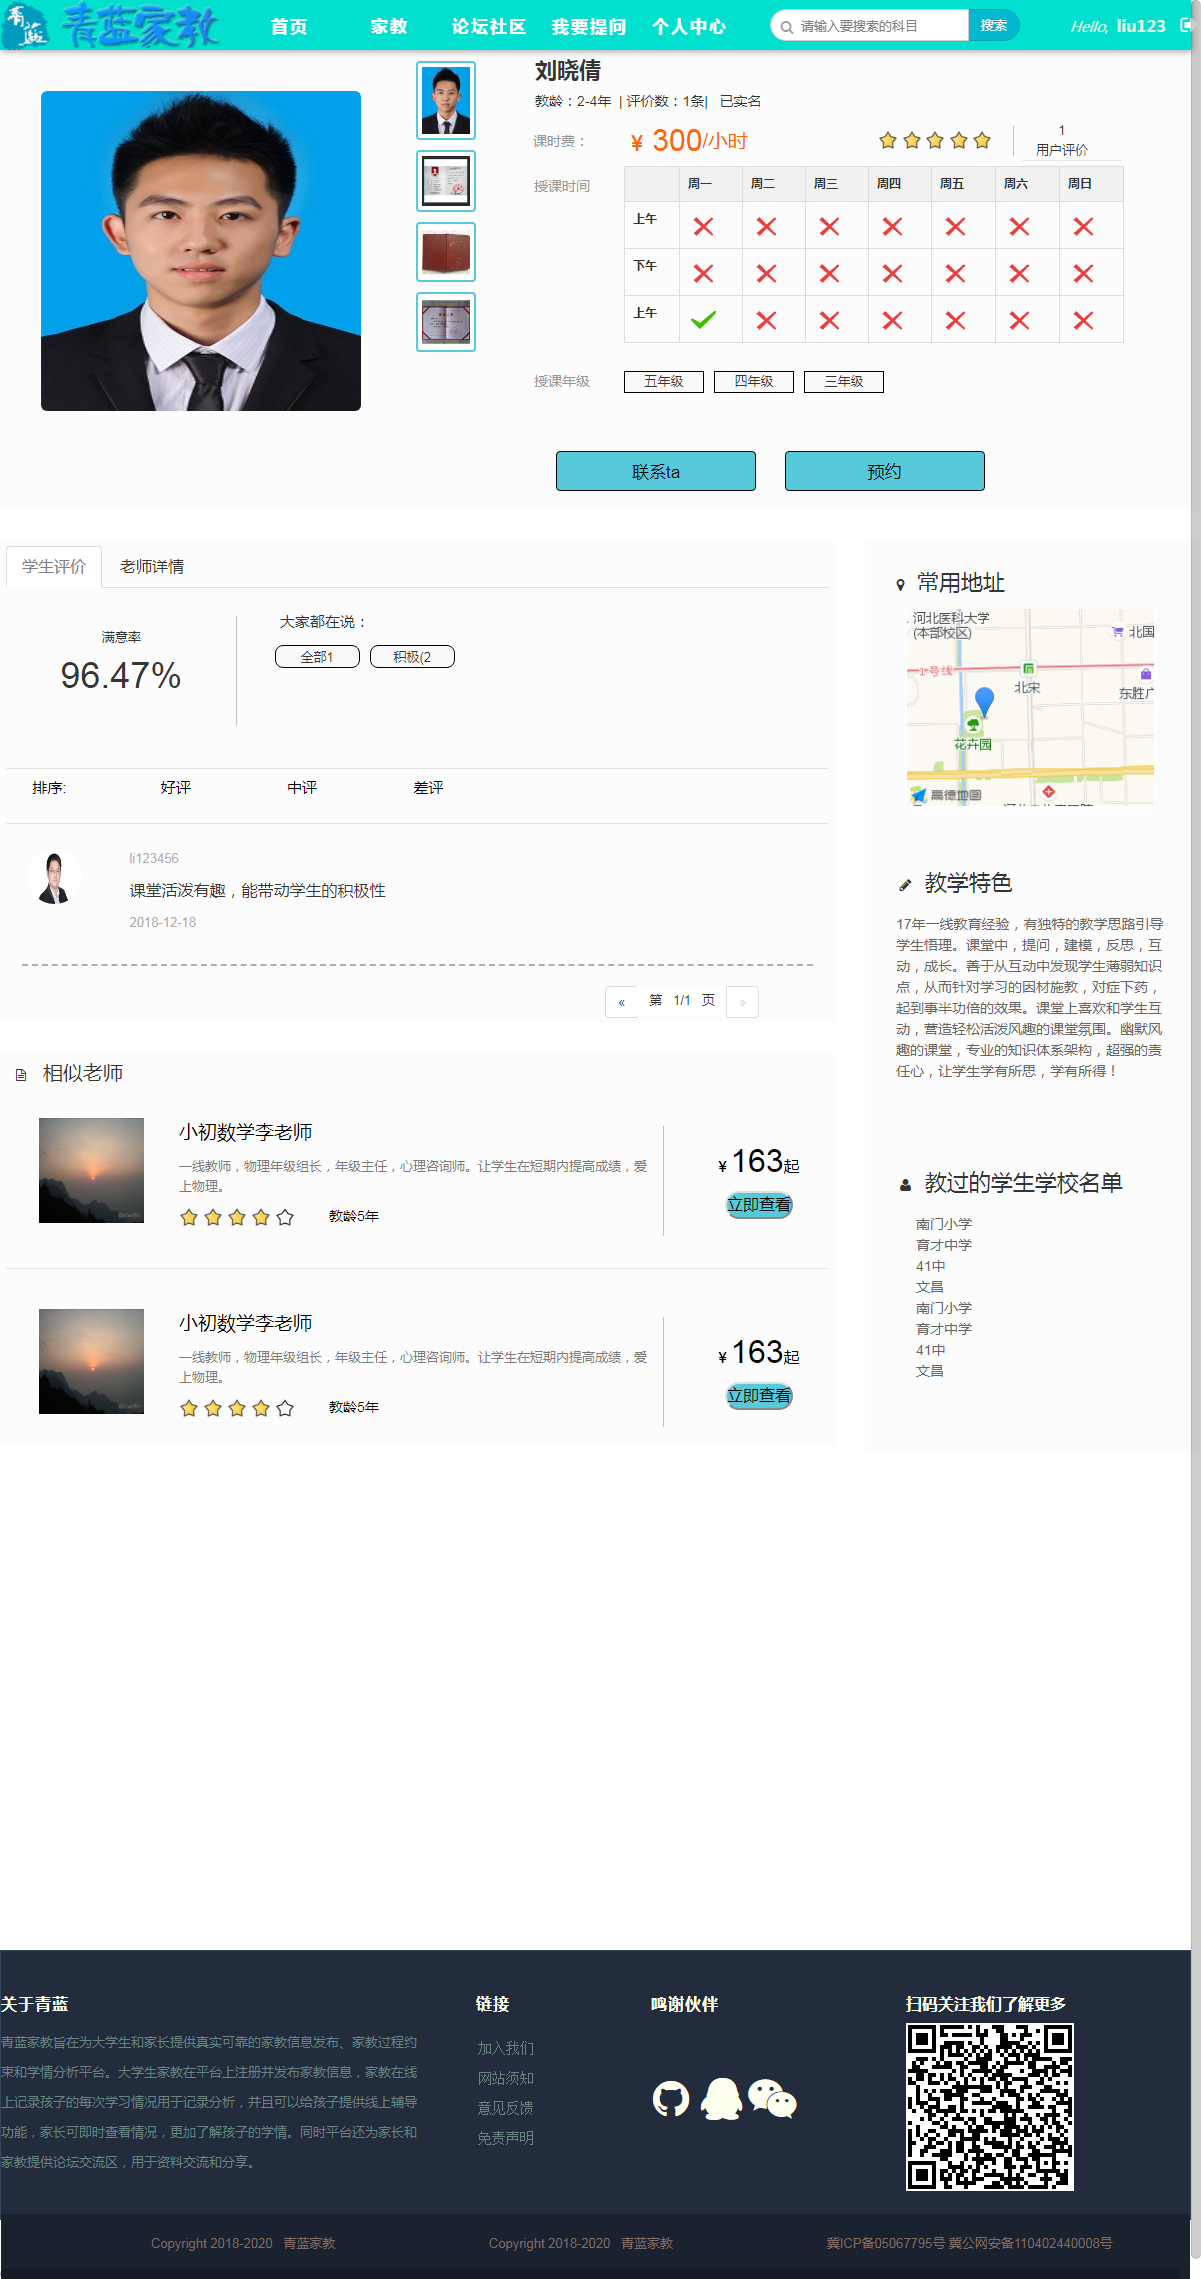 青蓝 青蓝家教 首页 家教 论坛社区 我要提问 个人中心 请输入要搜索的科目 搜索 Hello, liu123
刘晓倩
教龄：2-4年 | 评价数：1条| 已实名
课时费： ¥ 300/小时 1
用户评价
授课时间 周一 周二 周三 周四 周五 周六 周日
上午
下午
上午
授课年级 五年级 四年级 三年级
联系ta 预约
学生评价 老师详情
满意率
96.47%
大家都在说：
全部1 积极(2
排序: 好评 中评 差评
li123456
课堂活泼有趣，能带动学生的积极性
2018-12-18
« 第 1/1 页 »
常用地址
河北医科大学
(本部校区)
北国
1号线
北宋
东胜广
花卉园
高德地图
教学特色
17年一线教育经验，有独特的教学思路引导
学生悟理。课堂中，提问，建模，反思，互
动，成长。善于从互动中发现学生薄弱知识
点，从而针对学习的因材施教，对症下药，
起到事半功倍的效果。课堂上喜欢和学生互
动，营造轻松活泼风趣的课堂氛围。幽默风
趣的课堂，专业的知识体系架构，超强的责
任心，让学生学有所思，学有所得！
教过的学生学校名单
南门小学
育才中学
41中
文昌
南门小学
育才中学
41中
文昌
相似老师
小初数学李老师
一线教师，物理年级组长，年级主任，心理咨询师。让学生在短期内提高成绩，爱
上物理。
教龄5年
¥ 163起
立即查看
小初数学李老师
一线教师，物理年级组长，年级主任，心理咨询师。让学生在短期内提高成绩，爱
上物理。
教龄5年
¥ 163起
立即查看
关于青蓝
青蓝家教旨在为大学生和家长提供真实可靠的家教信息发布、家教过程约
束和学情分析平台。大学生家教在平台上注册并发布家教信息，家教在线
上记录孩子的每次学习情况用于记录分析，并且可以给孩子提供线上辅导
功能，家长可即时查看情况，更加了解孩子的学情。同时平台还为家长和
家教提供论坛交流区，用于资料交流和分享。
链接
加入我们
网站须知
意见反馈
免责声明
鸣谢伙伴
扫码关注我们了解更多
Copyright 2018-2020 青蓝家教 Copyright 2018-2020 青蓝家教 冀ICP备05067795号 冀公网安备110402440008号